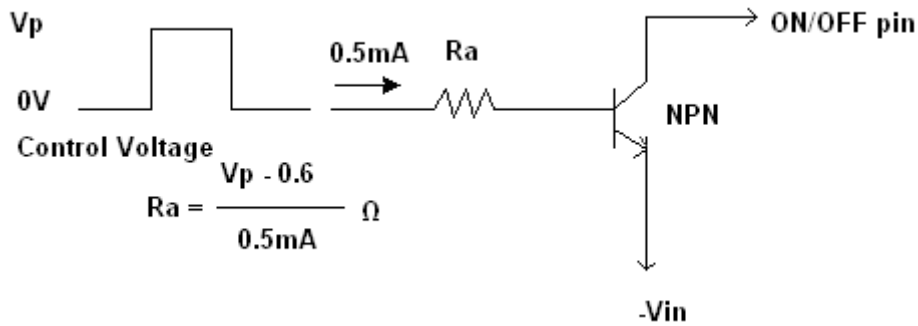 Vp
ON/OFF pin
0.5mA
Ra
0V
NPN
Control Voltage
Vp - 0.6
Ra = Ω
0.5mA
-Vin